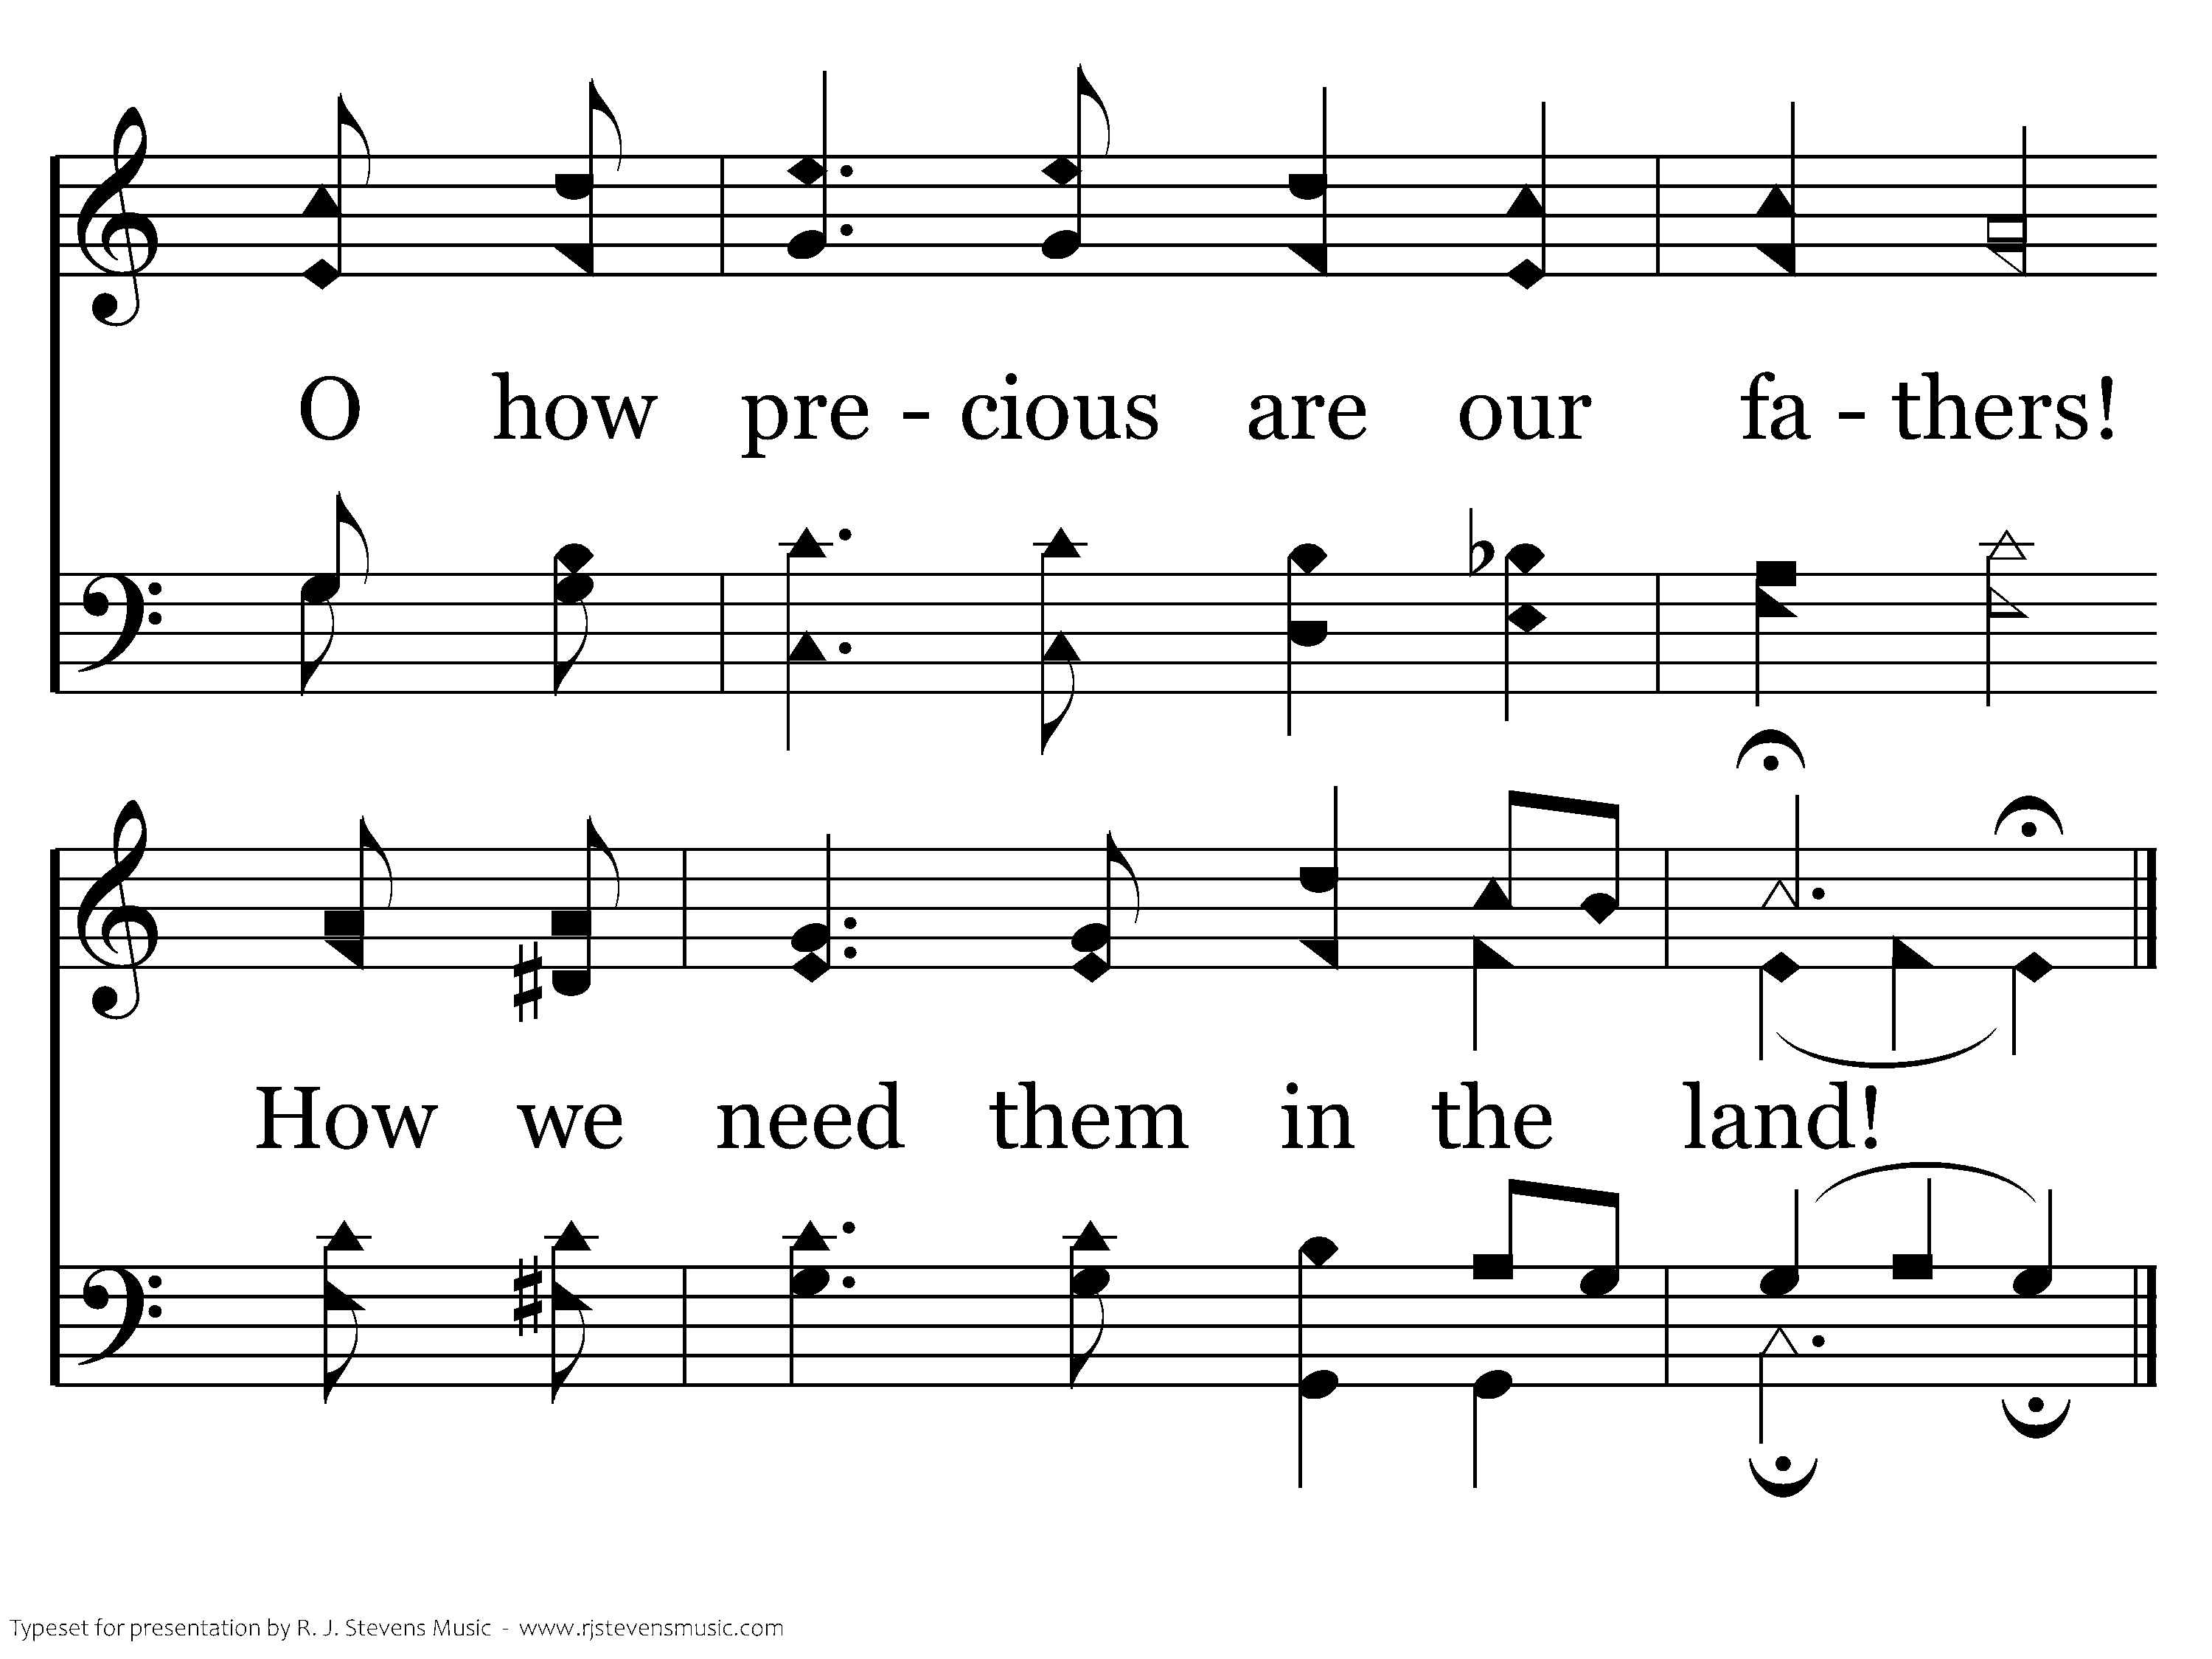 O how pre - cious are our fa - thers!
How we need them in the land!
Typeset for presentation by R. J. Stevens Music - www.rjstevensmusic.com